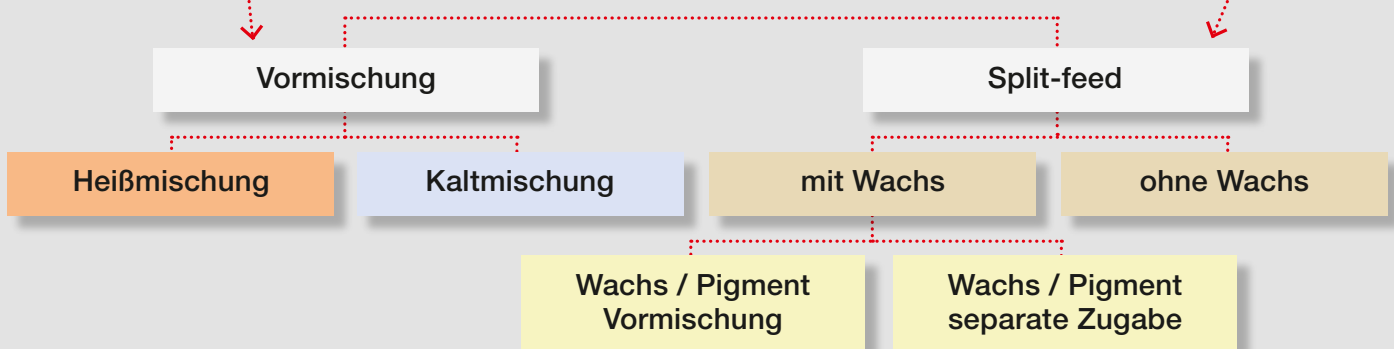 Vormischung
Split-feed
Heißmischung
Kaltmischung
mit Wachs
ohne Wachs
Wachs / Pigment
Vormischung
Wachs / Pigment
separate Zugabe